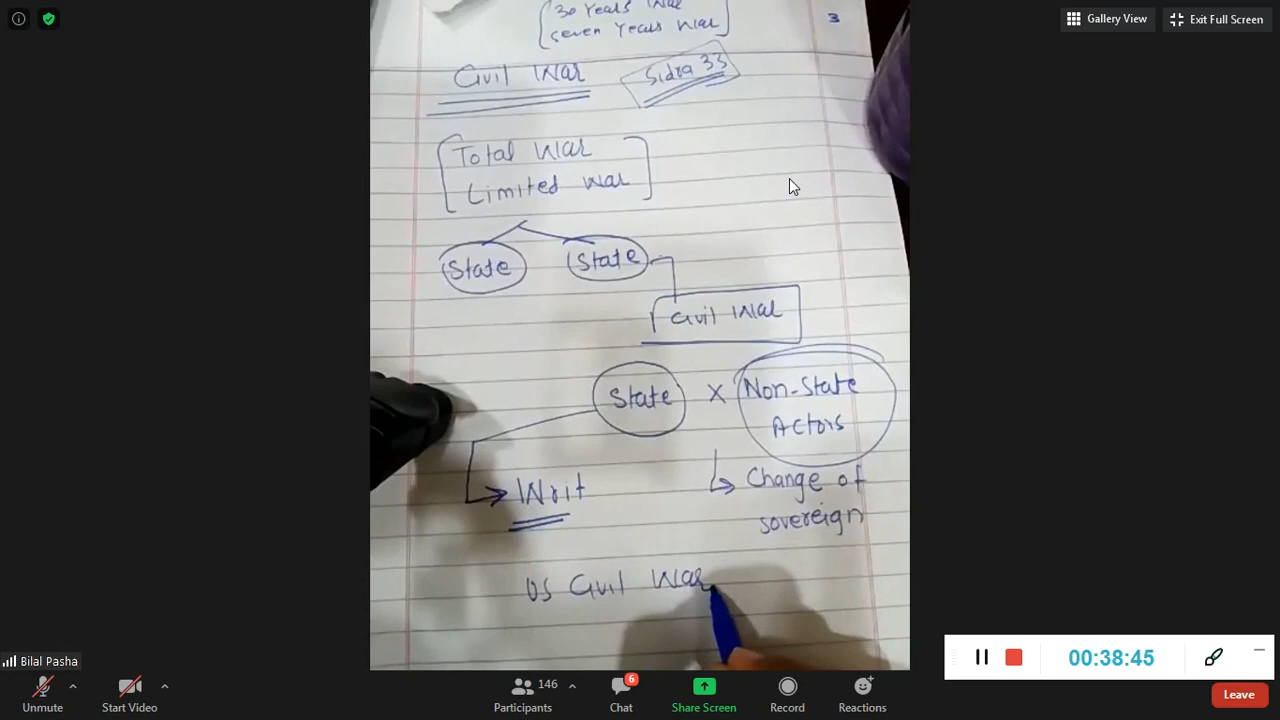 Gallery View
Exit Full Screen
30 Years War
seven Years War
3
Civil War
Sidra 33
Total War
Limited War
State
State
Civil War
State X Non-State
Actors
Writ
Change of
sovereign
US Civil War
Bilal Pasha
00:38:45
146
6
Unmute
Start Video
Participants
Chat
Share Screen
Record
Reactions
Leave